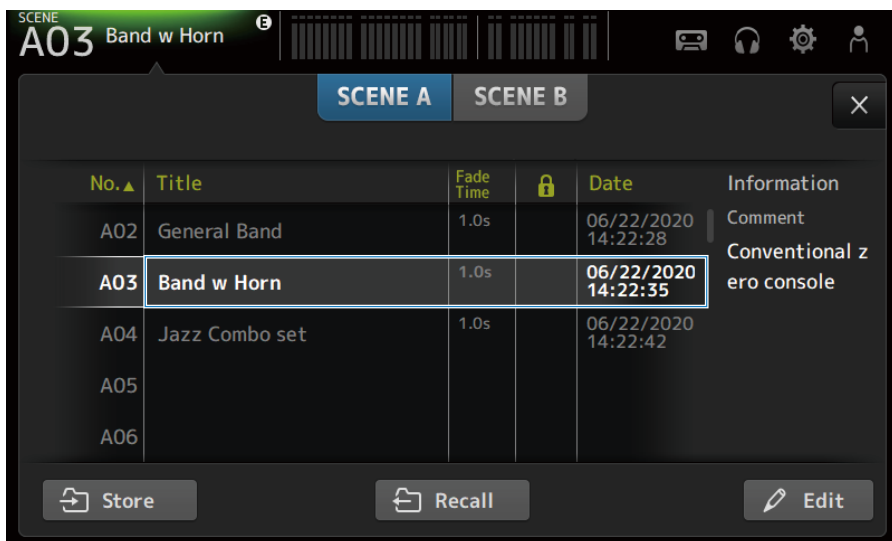 SCENE
A03 Band w Horn E
SCENE A SCENE B
No.▲ Title Fade Time Date Information
A02 General Band 1.0s 06/22/2020 14:22:28 Comment
Conventional z
A03 Band w Horn 1.0s 06/22/2020 14:22:35 ero console
A04 Jazz Combo set 1.0s 06/22/2020 14:22:42
A05
A06
Store Recall Edit